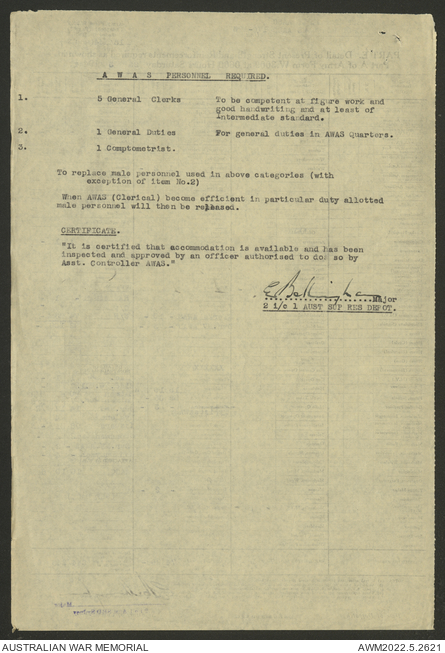 A W A S   PERSONNEL   REQUIRED.
1. 5 General Clerks To be competent at figure work and
good handwriting and at least of
Intermediate standard.
2. 1 General Duties For general duties in AWAS Quarters.
3. 1 Comptometrist.
To replace male personnel used in above categories (with
exception of item No.2)
When AWAS (Clerical) become efficient in particular duty allotted
male personnel will then be released.
CERTIFICATE.
"It is certified that accommodation is available and has been
inspected and approved by an officer authorised to do so by
Asst. Controller AWAS."
E Bellingham
....................Major
2 i/c 1 AUST SUP RES DEPOT.
AUSTRALIAN WAR MEMORIAL AWM2022.5.2621